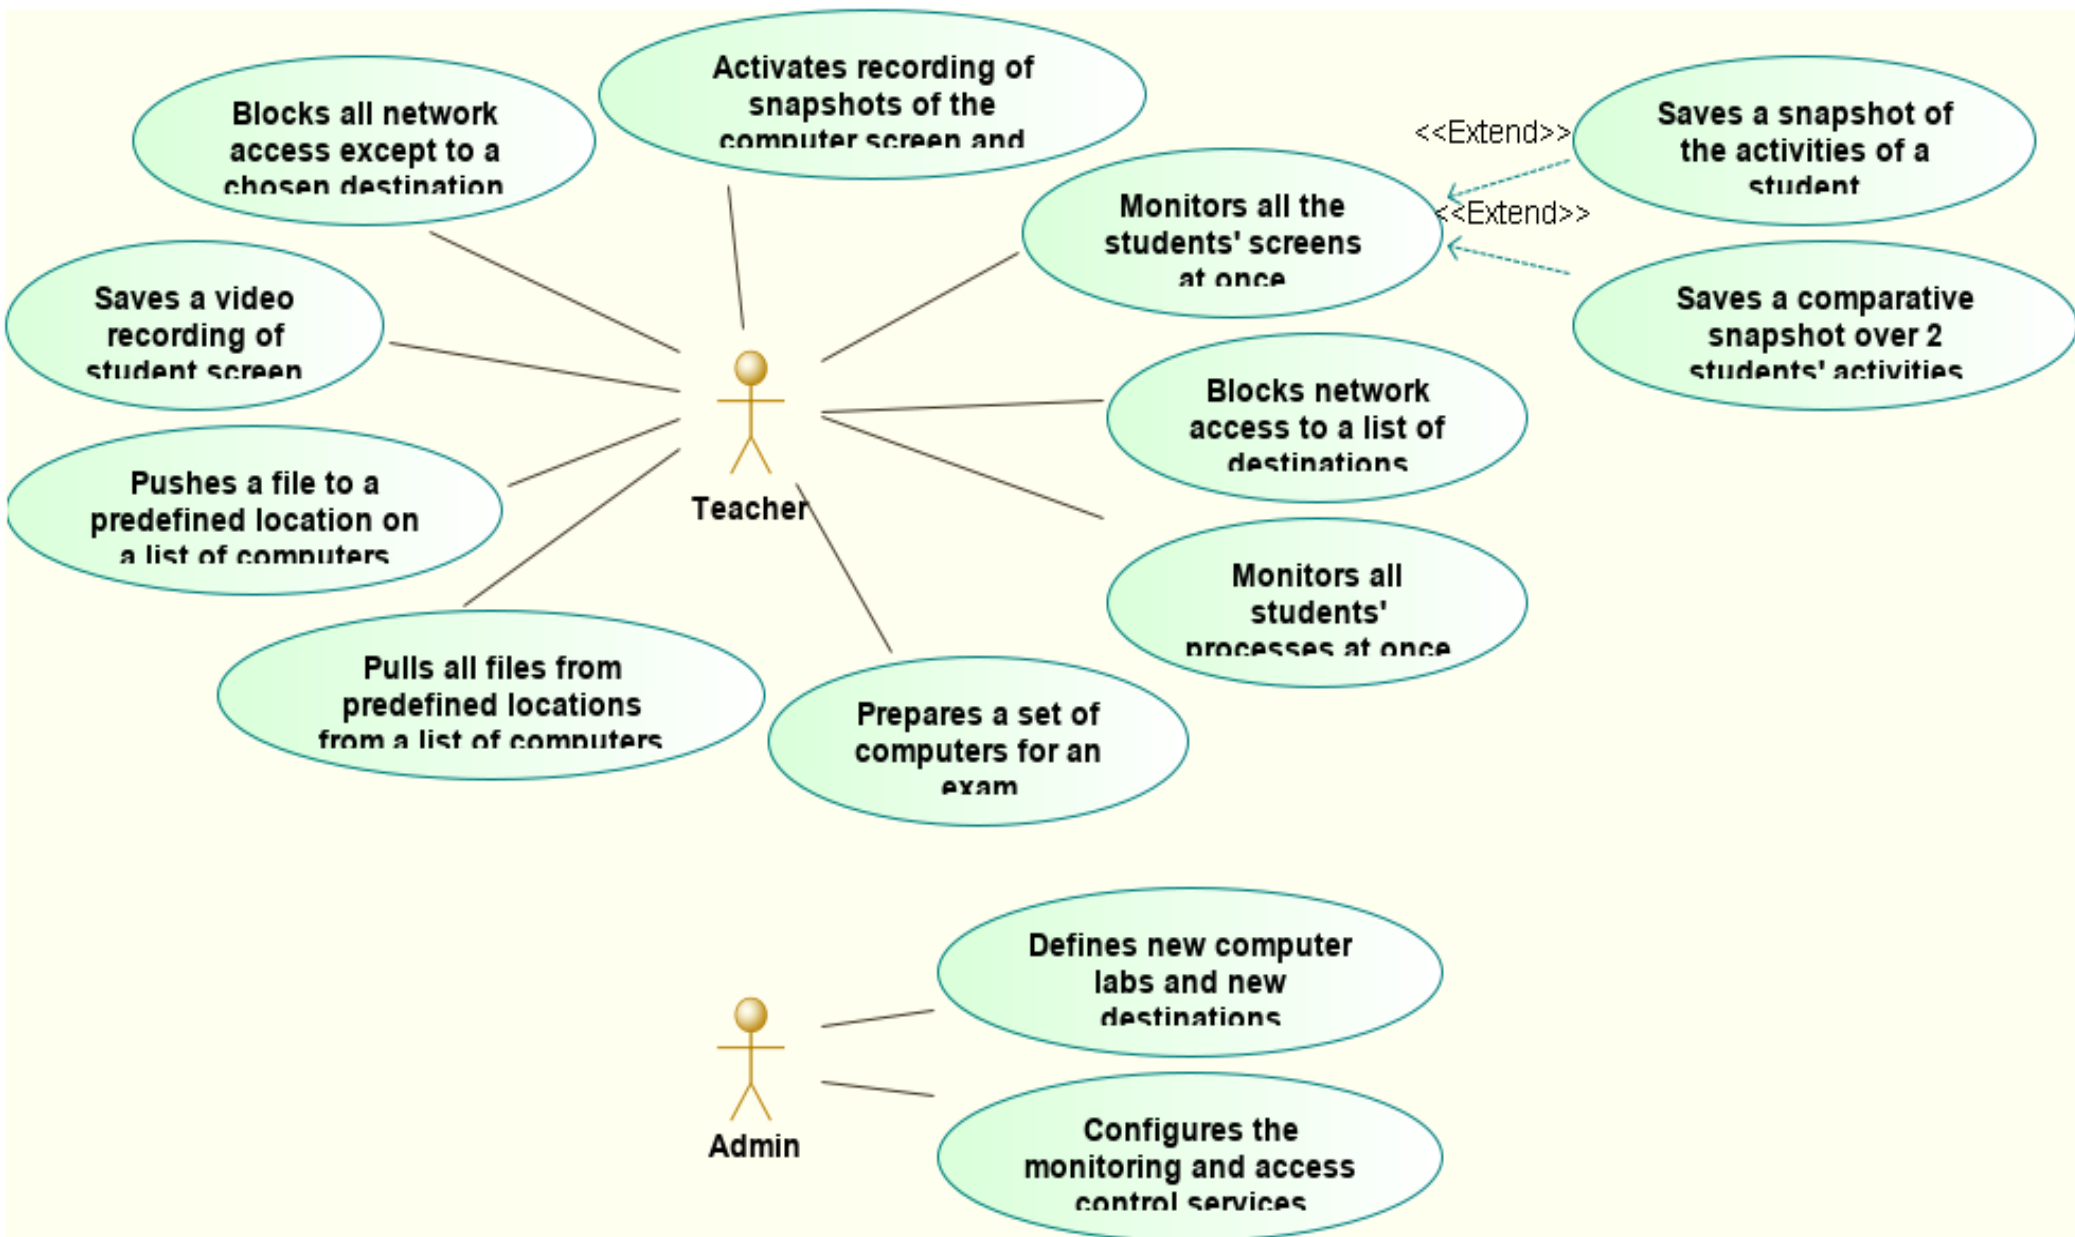 Activates recording of
snapshots of the
computer screen and
Blocks all network
access except to a
chosen destination
<<Extend>>
Saves a snapshot of
the activities of a
student
Monitors all the
students' screens
at once
<<Extend>>
Saves a video
recording of
student screen
Saves a comparative
snapshot over 2
students' activities
Blocks network
access to a list of
destinations
Pushes a file to a
predefined location on
a list of computers
Teacher
Monitors all
students'
processes at once
Pulls all files from
predefined locations
from a list of computers
Prepares a set of
computers for an
exam
Defines new computer
labs and new
destinations
Admin
Configures the
monitoring and access
control services